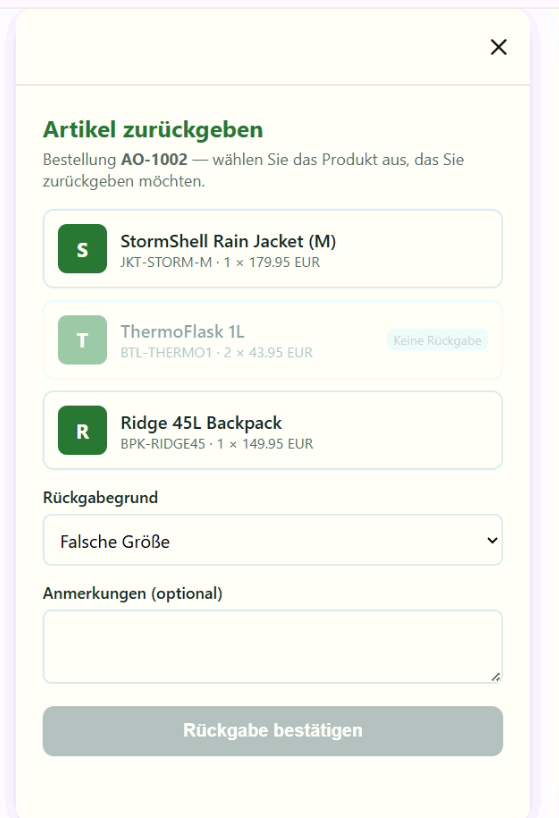 Artikel zurückgeben
Bestellung AO-1002 — wählen Sie das Produkt aus, das Sie
zurückgeben möchten.
S
StormShell Rain Jacket (M)
JKT-STORM-M · 1 × 179.95 EUR
T
ThermoFlask 1L
BTL-THERMO1 · 2 × 43.95 EUR
Keine Rückgabe
R
Ridge 45L Backpack
BPK-RIDGE45 · 1 × 149.95 EUR
Rückgabegrund
Falsche Größe
Anmerkungen (optional)
Rückgabe bestätigen